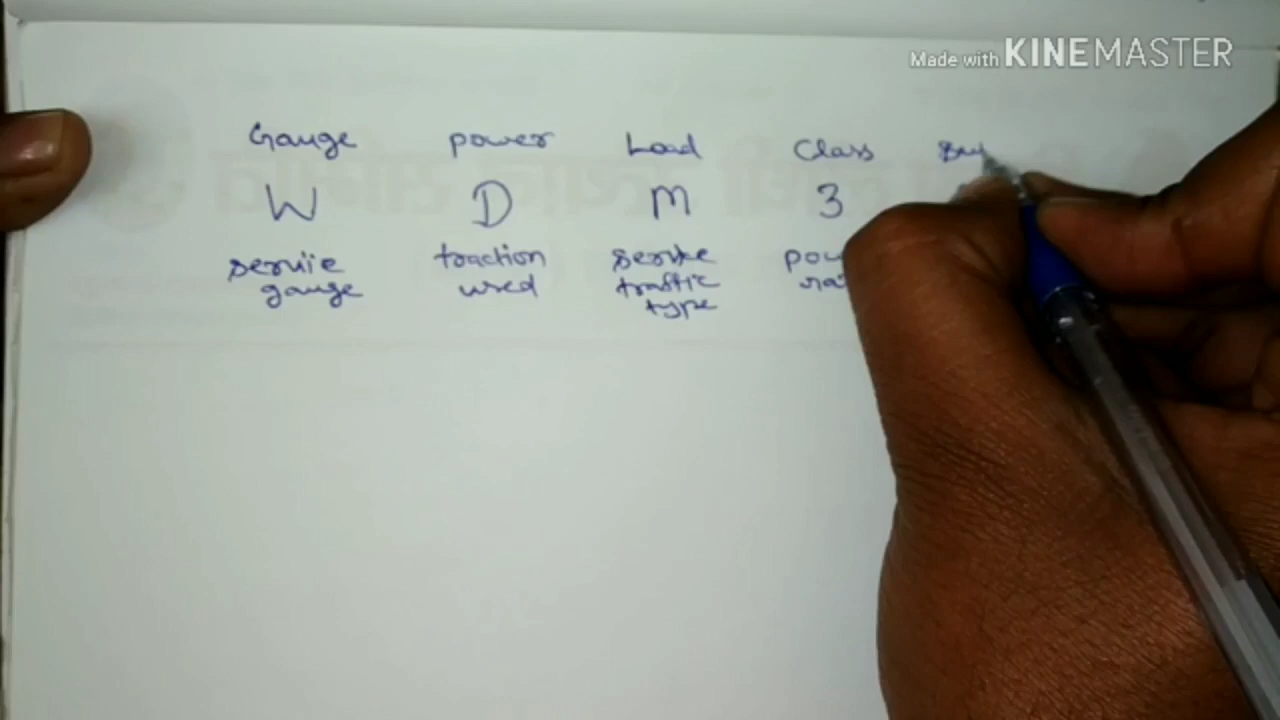 Made with KINEMASTER
Gauge power Load Class
W D M 3
service traction service
gauge used traffic
type